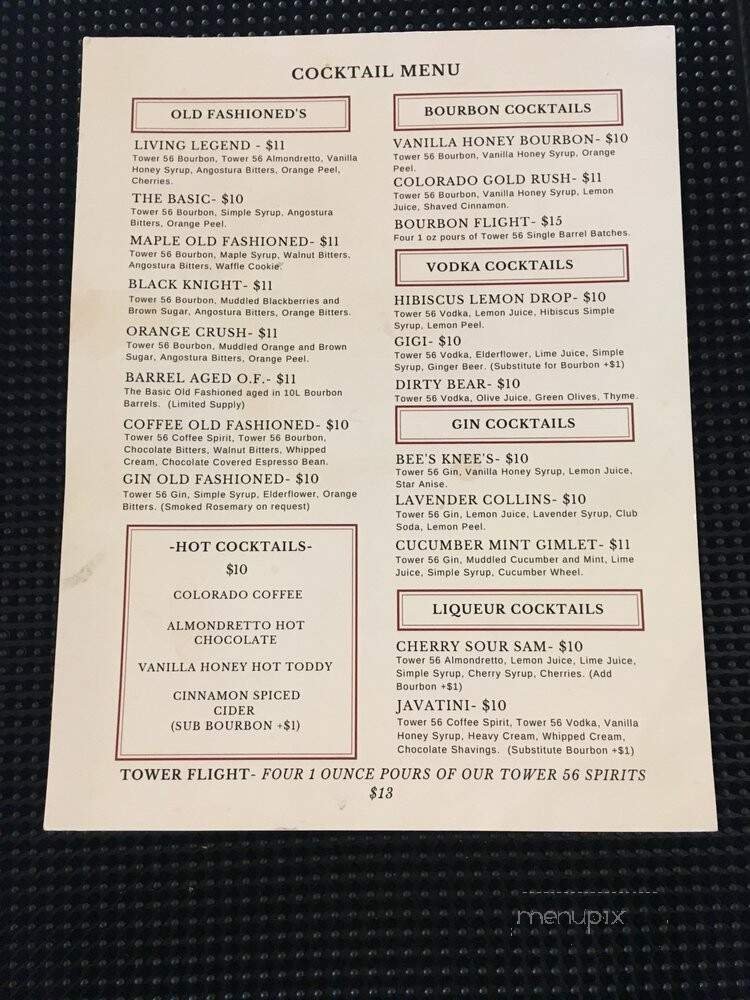 COCKTAIL MENU
OLD FASHIONED'S
LIVING LEGEND - $11
Tower 56 Bourbon, Tower 56 Almondretto, Vanilla
Honey Syrup, Angostura Bitters, Orange Peel,
Cherries.
THE BASIC- $10
Tower 56 Bourbon, Simple Syrup, Angostura
Bitters, Orange Peel.
MAPLE OLD FASHIONED- $11
Tower 56 Bourbon, Maple Syrup, Walnut Bitters,
Angostura Bitters, Waffle Cookie.
BLACK KNIGHT- $11
Tower 56 Bourbon, Muddled Blackberries and
Brown Sugar, Angostura Bitters, Orange Bitters.
ORANGE CRUSH- $11
Tower 56 Bourbon, Muddled Orange and Brown
Sugar, Angostura Bitters, Orange Peel.
BARREL AGED O.F.- $11
The Basic Old Fashioned aged in 10L Bourbon
Barrels. (Limited Supply)
COFFEE OLD FASHIONED- $10
Tower 56 Coffee Spirit, Tower 56 Bourbon,
Chocolate Bitters, Walnut Bitters, Whipped
Cream, Chocolate Covered Espresso Bean.
GIN OLD FASHIONED- $10
Tower 56 Gin, Simple Syrup, Elderflower, Orange
Bitters. (Smoked Rosemary on request)
-HOT COCKTAILS-
$10
COLORADO COFFEE
ALMONDRETTO HOT
CHOCOLATE
VANILLA HONEY HOT TODDY
CINNAMON SPICED
CIDER
(SUB BOURBON +$1)
BOURBON COCKTAILS
VANILLA HONEY BOURBON- $10
Tower 56 Bourbon, Vanilla Honey Syrup, Orange
Peel.
COLORADO GOLD RUSH- $11
Tower 56 Bourbon, Vanilla Honey Syrup, Lemon
Juice, Shaved Cinnamon.
BOURBON FLIGHT- $15
Four 1 oz pours of Tower 56 Single Barrel Batches.
VODKA COCKTAILS
HIBISCUS LEMON DROP- $10
Tower 56 Vodka, Lemon Juice, Hibiscus Simple
Syrup, Lemon Peel.
GIGI- $10
Tower 56 Vodka, Elderflower, Lime Juice, Simple
Syrup, Ginger Beer. (Substitute for Bourbon +$1)
DIRTY BEAR- $10
Tower 56 Vodka, Olive Juice, Green Olives, Thyme.
GIN COCKTAILS
BEE'S KNEE'S- $10
Tower 56 Gin, Vanilla Honey Syrup, Lemon Juice,
Star Anise.
LAVENDER COLLINS- $10
Tower 56 Gin, Lemon Juice, Lavender Syrup, Club
Soda, Lemon Peel.
CUCUMBER MINT GIMLET- $11
Tower 56 Gin, Muddled Cucumber and Mint, Lime
Juice, Simple Syrup, Cucumber Wheel.
LIQUEUR COCKTAILS
CHERRY SOUR SAM- $10
Tower 56 Almondretto, Lemon Juice, Lime Juice,
Simple Syrup, Cherry Syrup, Cherries. (Add
Bourbon +$1)
JAVATINI- $10
Tower 56 Coffee Spirit, Tower 56 Vodka, Vanilla
Honey Syrup, Heavy Cream, Whipped Cream,
Chocolate Shavings. (Substitute Bourbon +$1)
TOWER FLIGHT- FOUR 1 OUNCE POURS OF OUR TOWER 56 SPIRITS
$13
menupix